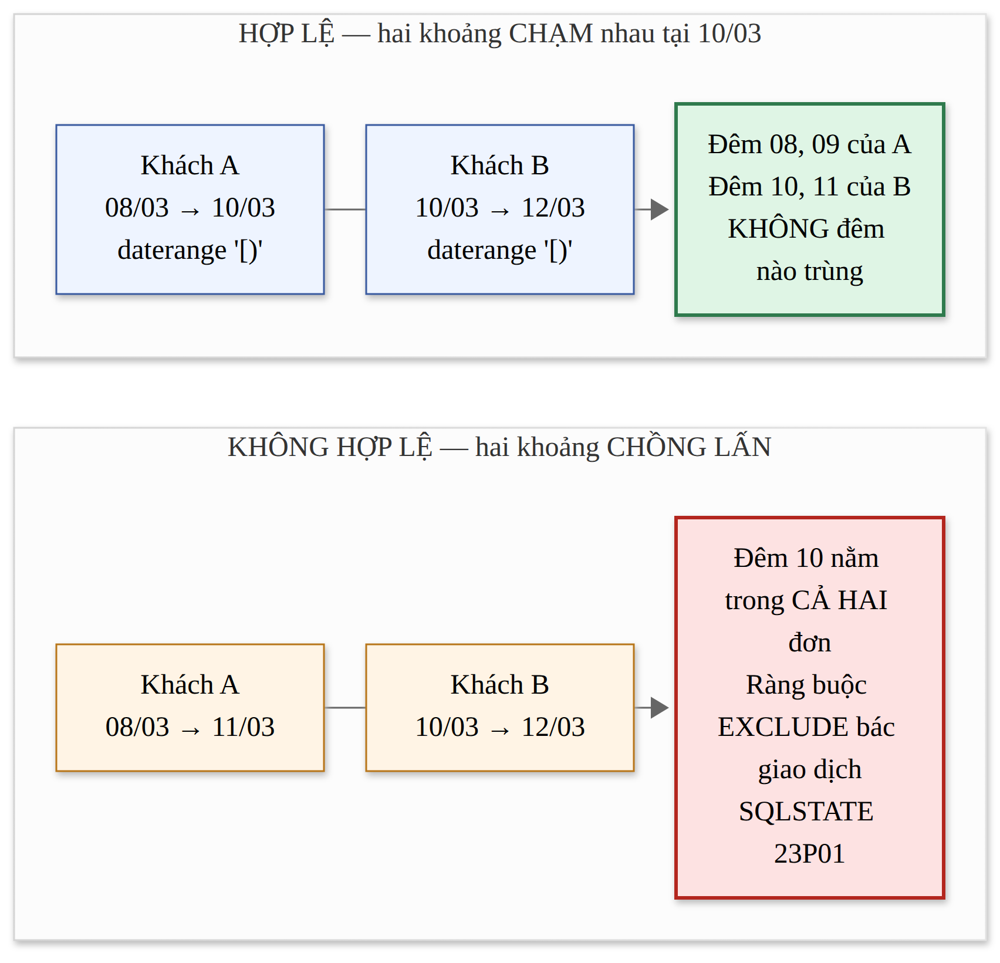 HỢP LỆ — hai khoảng CHẠM nhau tại 10/03
Khách A
08/03 → 10/03
daterange '[)'
Khách B
10/03 → 12/03
daterange '[)'
Đêm 08, 09 của A
Đêm 10, 11 của B
KHÔNG đêm
nào trùng
KHÔNG HỢP LỆ — hai khoảng CHỒNG LẤN
Khách A
08/03 → 11/03
Khách B
10/03 → 12/03
Đêm 10 nằm
trong CẢ HAI
đơn
Ràng buộc
EXCLUDE bác
giao dịch
SQLSTATE
23P01